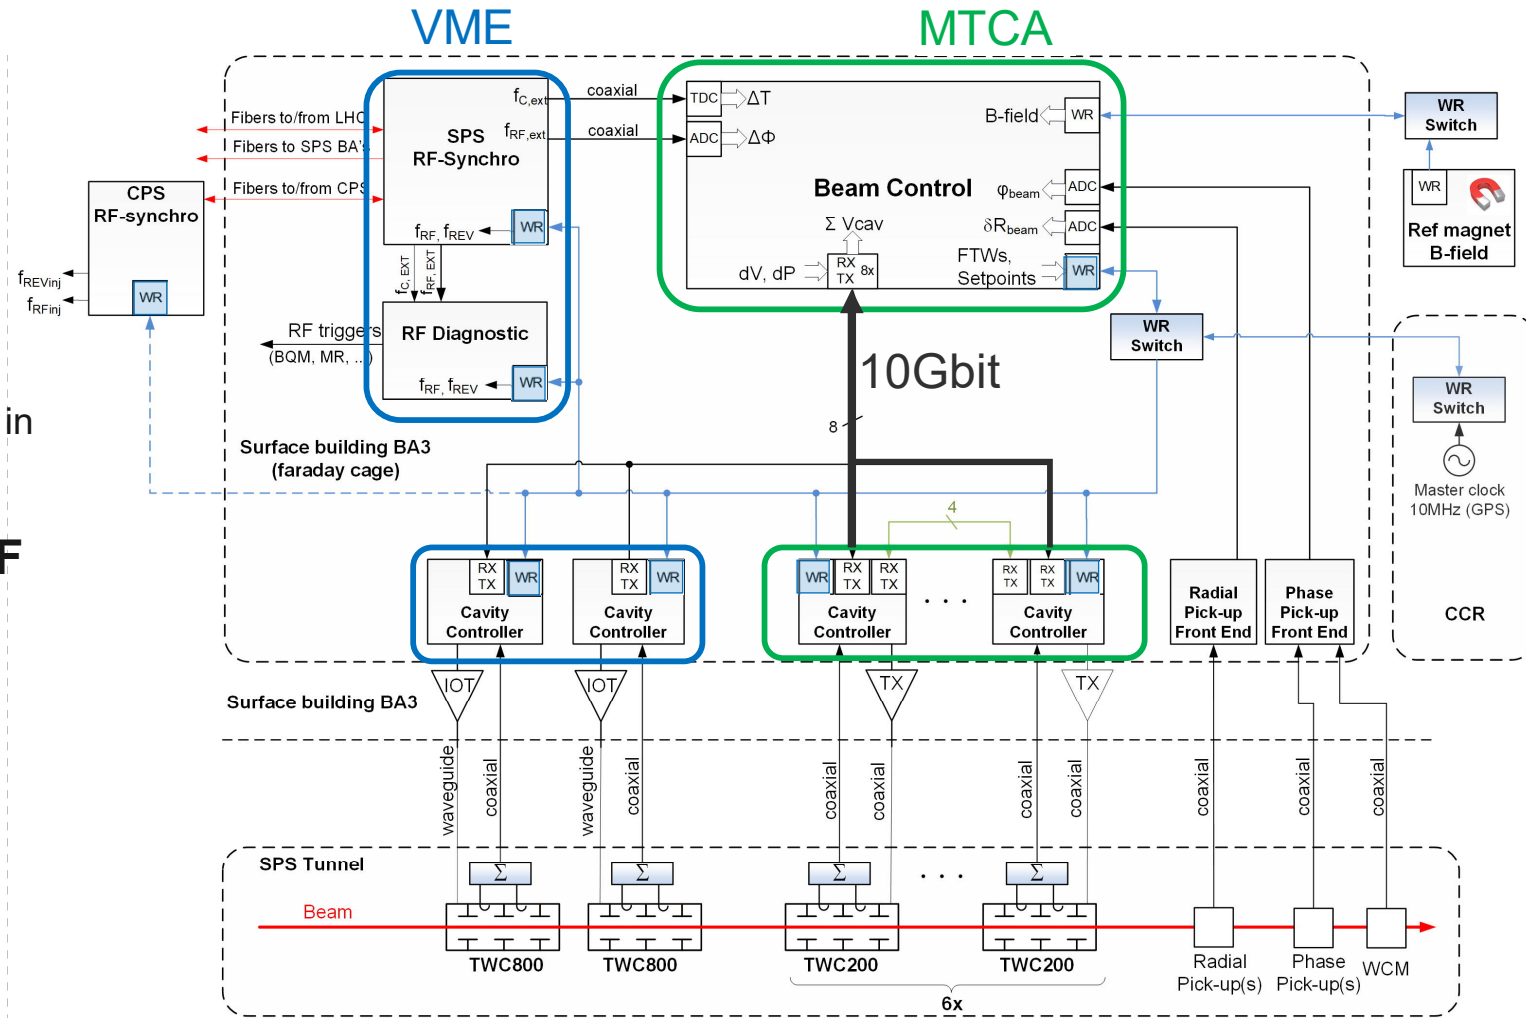 VME
MTCA
Fibers to/from LHC
Fibers to SPS BA's
Fibers to/from CPS
CPS
RF-synchro
WR
fREVinj
fRFinj
SPS
RF-Synchro
fC,ext
coaxial
fRF,ext
coaxial
fRF, fREV
WR
fC, EXT
fRF, EXT
RF Diagnostic
RF triggers
(BQM, MR, ...)
fRF, fREV
WR
TDC
ΔT
ADC
ΔΦ
Beam Control
B-field
WR
φbeam
ADC
δRbeam
ADC
Σ Vcav
RX
TX
8x
dV, dP
FTWs,
Setpoints
WR
WR
Switch
WR
Ref magnet
B-field
WR
Switch
WR
Switch
Master clock
10MHz (GPS)
CCR
10Gbit
8
4
in
F
Surface building BA3
(faraday cage)
RX
TX
WR
Cavity
Controller
RX
TX
WR
Cavity
Controller
WR
RX
TX
RX
TX
Cavity
Controller
. . .
RX
TX
RX
TX
WR
Cavity
Controller
Radial
Pick-up
Front End
Phase
Pick-up
Front End
IOT
IOT
TX
TX
Surface building BA3
waveguide
coaxial
waveguide
coaxial
coaxial
coaxial
coaxial
coaxial
coaxial
coaxial
coaxial
SPS Tunnel
Σ
Σ
Σ
. . .
Σ
Beam
TWC800
TWC800
TWC200
TWC200
6x
Radial
Pick-up(s)
Phase
Pick-up(s)
WCM